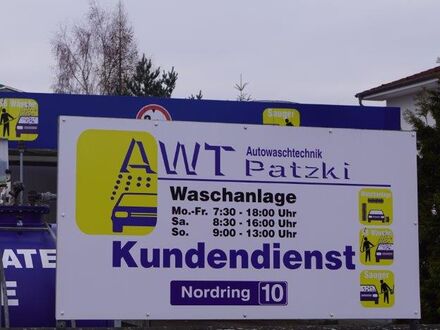 Sauger
AWT Autowaschtechnik
Patzki
Waschanlage
Mo.-Fr. 7:30 - 18:00 Uhr
Sa. 8:30 - 16:00 Uhr
So. 9:00 - 13:00 Uhr
Kundendienst
Nordring 10
Sauger